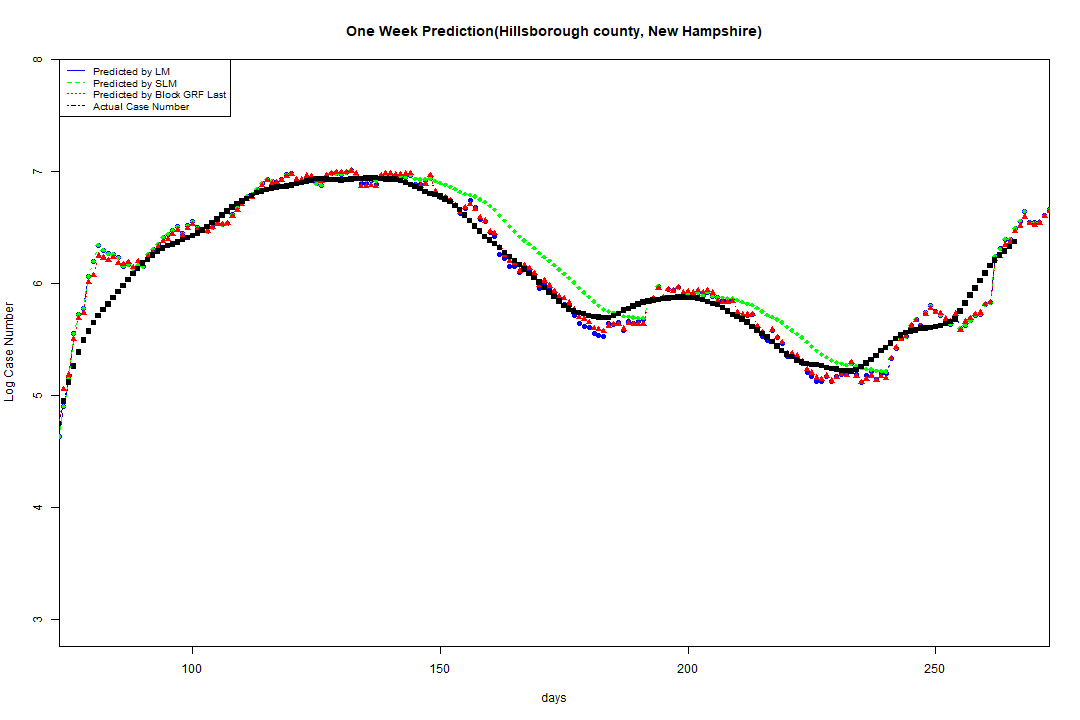 One Week Prediction(Hillsborough county, New Hampshire)
Predicted by LM
Predicted by SLM
Predicted by Block GRF Last
Actual Case Number
8
7
6
5
4
3
Log Case Number
100 150 200 250
days